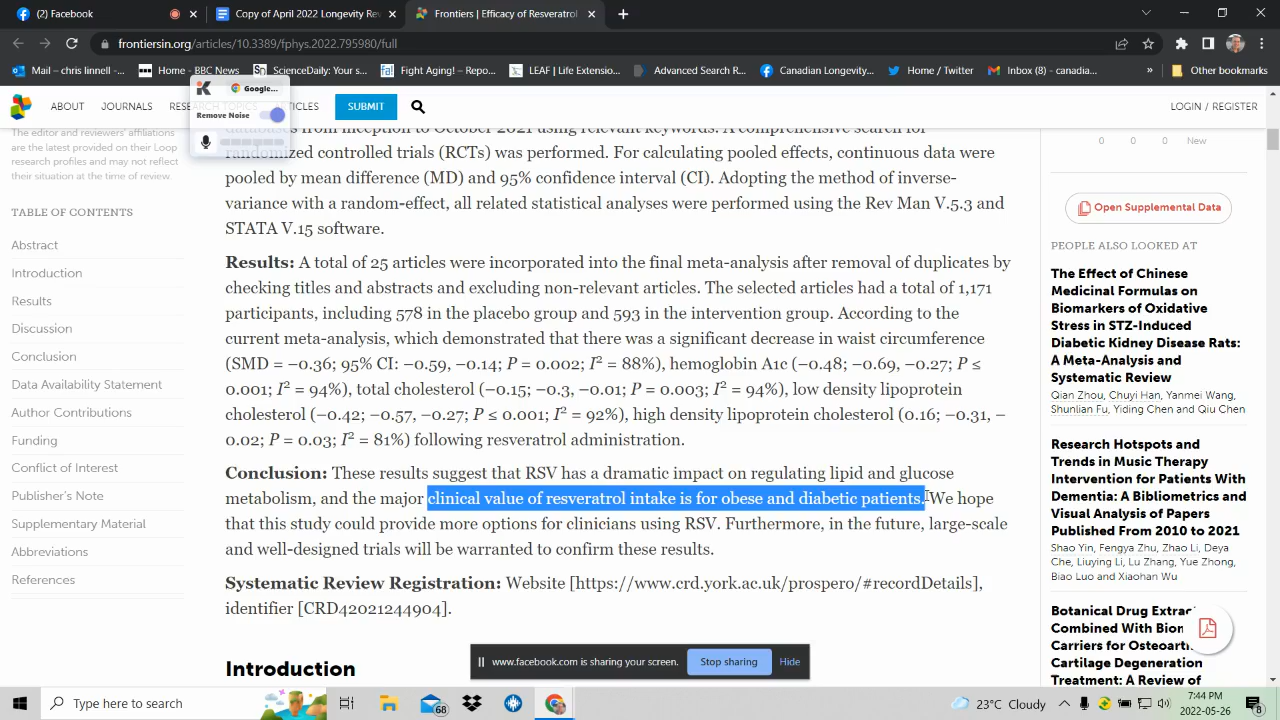 (2) Facebook
Google Keyword List - Google Rev
Frontiers | Efficacy of Resveratrol
frontiersin.org/articles/10.3389/fphys.2022.795980/full
Mail – chris linnell –...
Home - BBC News
ScienceDaily: Your s...
Fight Aging! – Repo...
LEAF | Life Extensio...
Advanced Search R...
Canadian Longevity...
Home / Twitter
Inbox (8) - canadia...
»
Other bookmarks
ABOUT
JOURNALS
RESEARCH TOPICS
ARTICLES
SUBMIT
LOGIN / REGISTER
Google...
Remove Noise
The editor and reviewers' affiliations
are the latest provided on their Loop
research profiles and may not reflect
their situation at the time of review.
TABLE OF CONTENTS
Abstract
Introduction
Results
Discussion
Conclusion
Data Availability Statement
Author Contributions
Funding
Conflict of Interest
Publisher's Note
Supplementary Material
Abbreviations
References
databases from inception to October 2021 using relevant keywords. A comprehensive search for
randomized controlled trials (RCTs) was performed. For calculating pooled effects, continuous data were
pooled by mean difference (MD) and 95% confidence interval (CI). Adopting the method of inverse-
variance with a random-effect, all related statistical analyses were performed using the Rev Man V.5.3 and
STATA V.15 software.
Results: A total of 25 articles were incorporated into the final meta-analysis after removal of duplicates by
checking titles and abstracts and excluding non-relevant articles. The selected articles had a total of 1,171
participants, including 578 in the placebo group and 593 in the intervention group. According to the
current meta-analysis, which demonstrated that there was a significant decrease in waist circumference
(SMD = −0.36; 95% CI: −0.59, −0.14; P = 0.002; I² = 88%), hemoglobin A1c (−0.48; −0.69, −0.27; P ≤
0.001; I² = 94%), total cholesterol (−0.15; −0.3, −0.01; P = 0.003; I² = 94%), low density lipoprotein
cholesterol (−0.42; −0.57, −0.27; P ≤ 0.001; I² = 92%), high density lipoprotein cholesterol (0.16; −0.31, −
0.02; P = 0.03; I² = 81%) following resveratrol administration.
Conclusion: These results suggest that RSV has a dramatic impact on regulating lipid and glucose
metabolism, and the major clinical value of resveratrol intake is for obese and diabetic patients. We hope
that this study could provide more options for clinicians using RSV. Furthermore, in the future, large-scale
and well-designed trials will be warranted to confirm these results.
Systematic Review Registration: Website [https://www.crd.york.ac.uk/prospero/#recordDetails],
identifier [CRD42021244904].
Introduction
0 0 0 New
Open Supplemental Data
PEOPLE ALSO LOOKED AT
The Effect of Chinese
Medicinal Formulas on
Biomarkers of Oxidative
Stress in STZ-Induced
Diabetic Kidney Disease Rats:
A Meta-Analysis and
Systematic Review
Qian Zhou, Chuyi Han, Yanmei Wang,
Shunlian Fu, Yiding Chen and Qiu Chen
Research Hotspots and
Trends in Music Therapy
Intervention for Patients With
Dementia: A Bibliometrics and
Visual Analysis of Papers
Published From 2010 to 2021
Shao Yin, Fengya Zhu, Zhao Li, Deya
Che, Liuying Li, Lu Zhang, Yue Zhong,
Biao Luo and Xiaohan Wu
Botanical Drug Extrac
Combined With Bior
Carriers for Osteoart
Cartilage Degeneration
Treatment: A Review of
www.facebook.com is sharing your screen.
Stop sharing
Hide
Type here to search
68
23°C Cloudy
7:44 PM
2022-05-26
8